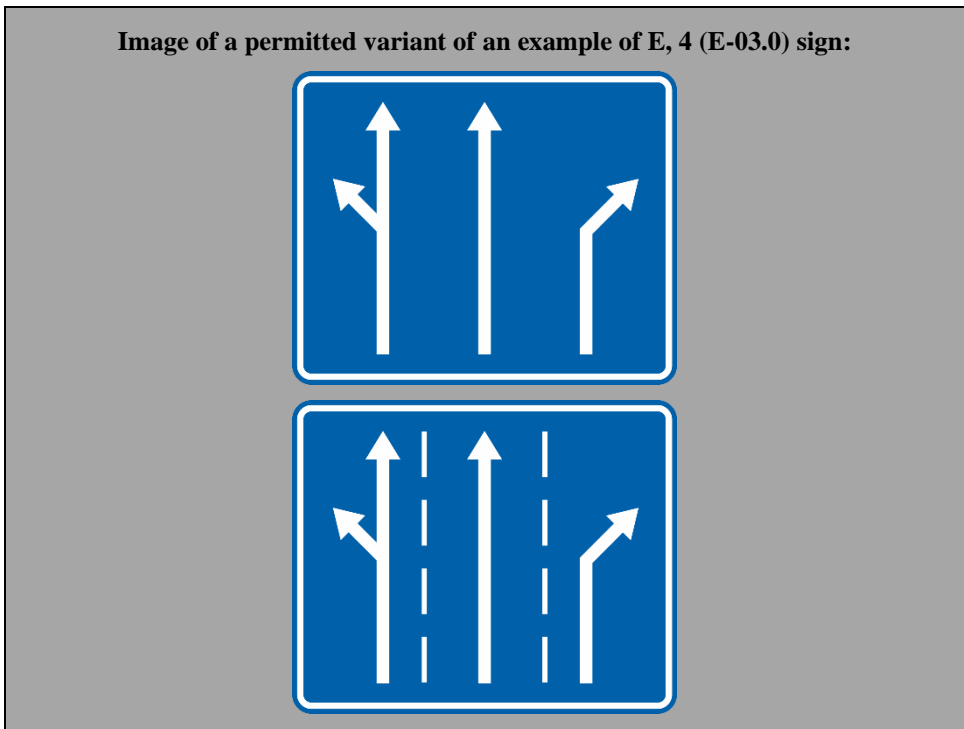 Image of a permitted variant of an example of E, 4 (E-03.0) sign: